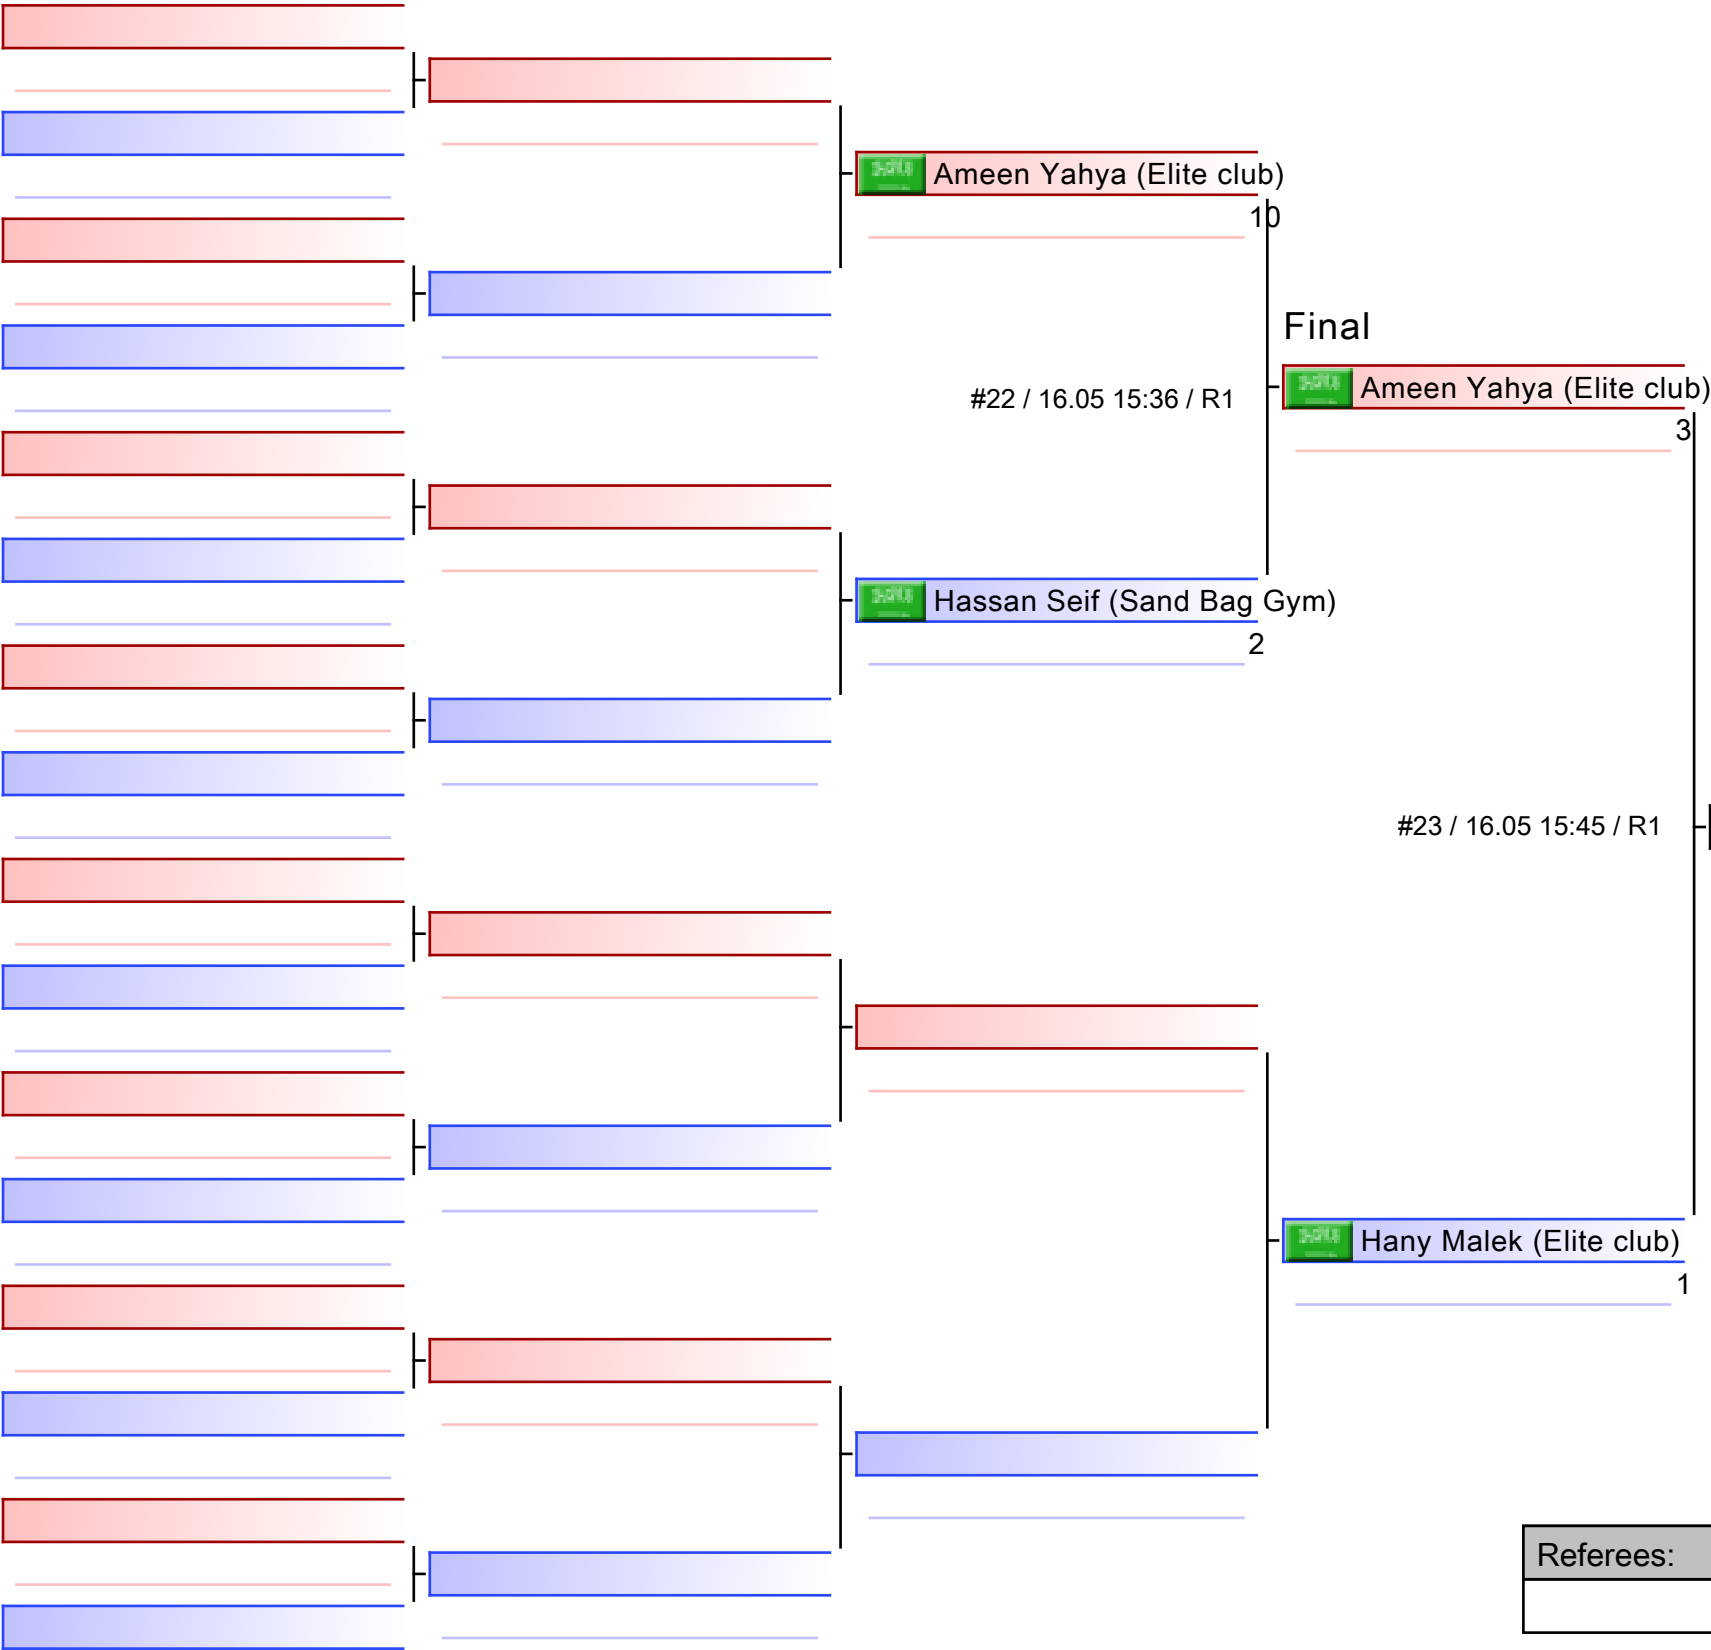 Ameen Yahya (Elite club)
10
Final
#22 / 16.05 15:36 / R1
Ameen Yahya (Elite club)
3
Hassan Seif (Sand Bag Gym)
2
#23 / 16.05 15:45 / R1
Hany Malek (Elite club)
1
Referees: